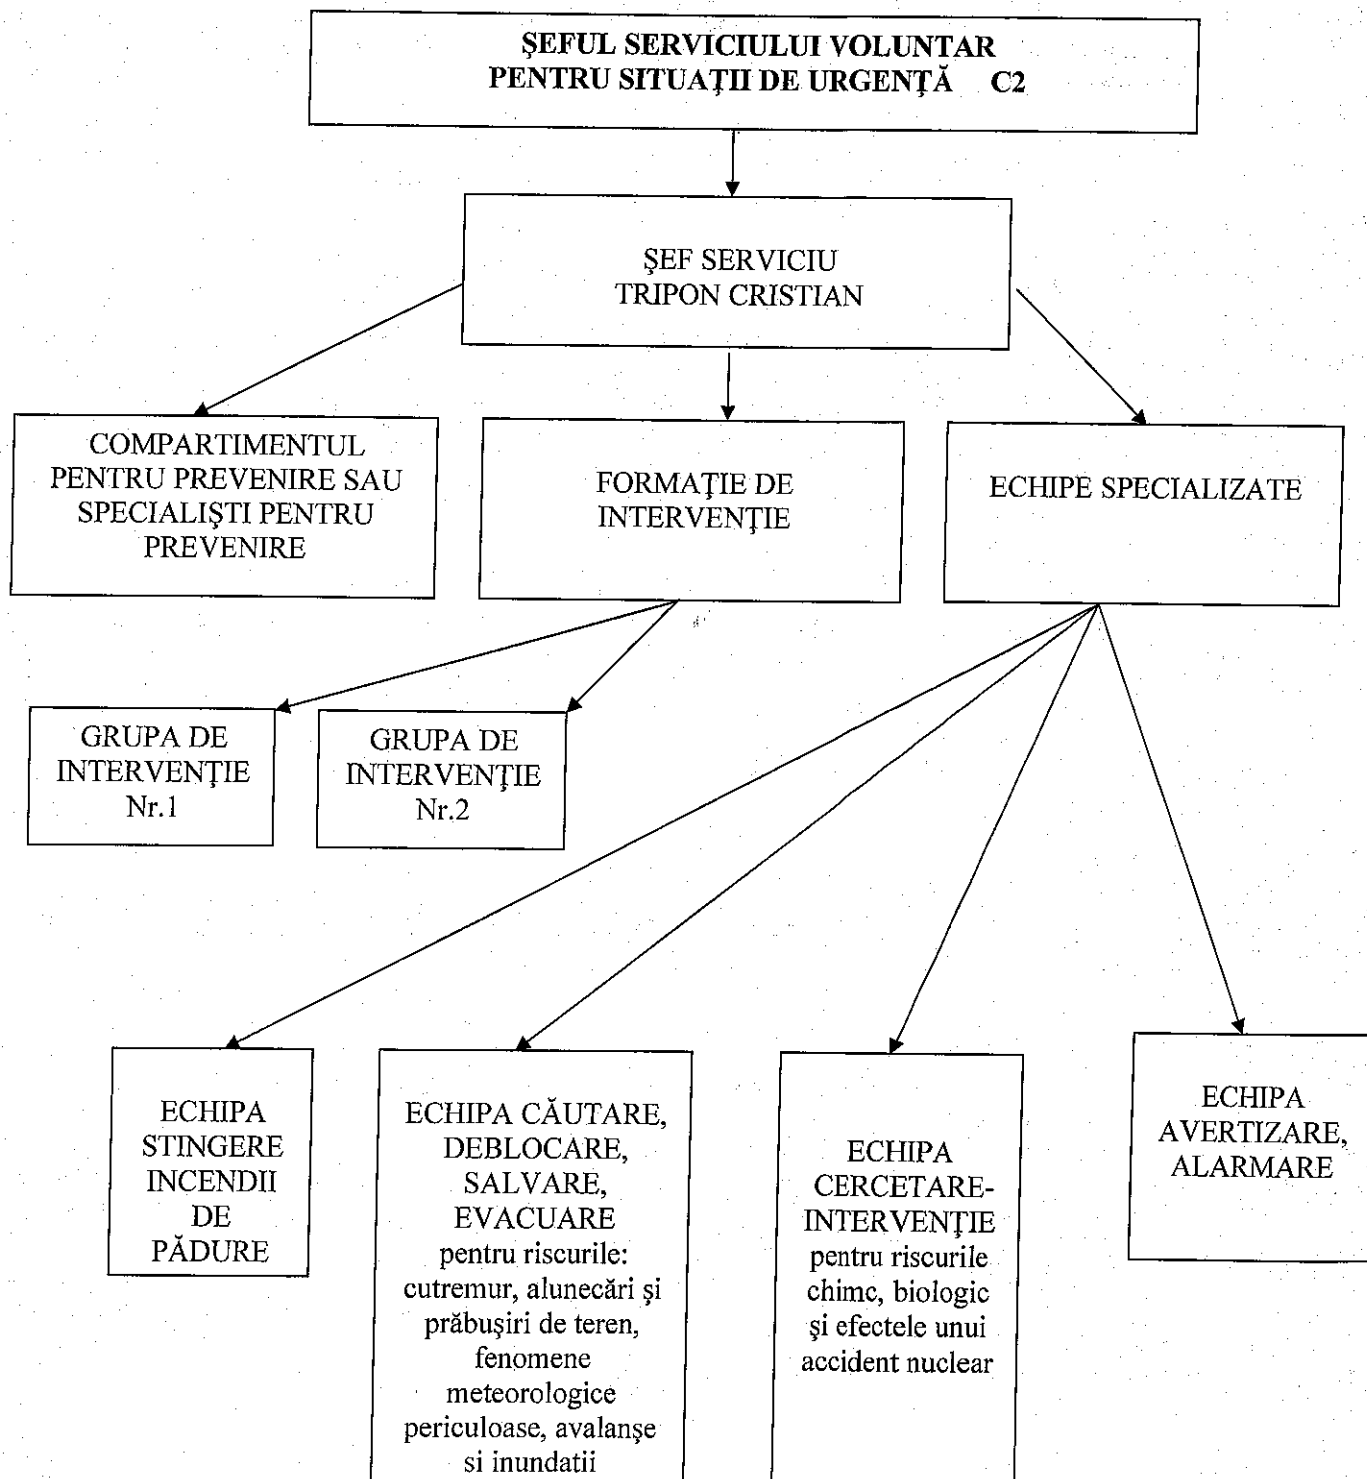 ŞEFUL SERVICIULUI VOLUNTAR
PENTRU SITUAŢII DE URGENŢĂ C2
ŞEF SERVICIU
TRIPON CRISTIAN
COMPARTIMENTUL
PENTRU PREVENIRE SAU
SPECIALIŞTI PENTRU
PREVENIRE
FORMAŢIE DE
INTERVENŢIE
ECHIPE SPECIALIZATE
GRUPA DE
INTERVENŢIE
Nr.1
GRUPA DE
INTERVENŢIE
Nr.2
ECHIPA
STINGERE
INCENDII
DE
PĂDURE
ECHIPA CĂUTARE,
DEBLOCARE,
SALVARE,
EVACUARE
pentru riscurile:
cutremur, alunecări şi
prăbuşiri de teren,
fenomene
meteorologice
periculoase, avalanşe
si inundatii
ECHIPA
CERCETARE-
INTERVENŢIE
pentru riscurile
chimc, biologic
şi efectele unui
accident nuclear
ECHIPA
AVERTIZARE,
ALARMARE